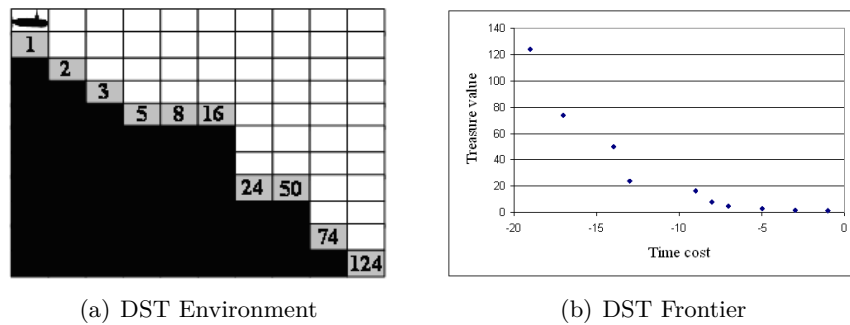 1
2
3
5 8 16
24 50
74
124
(a) DST Environment
Treasure value
140
120
100
80
60
40
20
0
-20 -15 -10 -5 0
Time cost
(b) DST Frontier